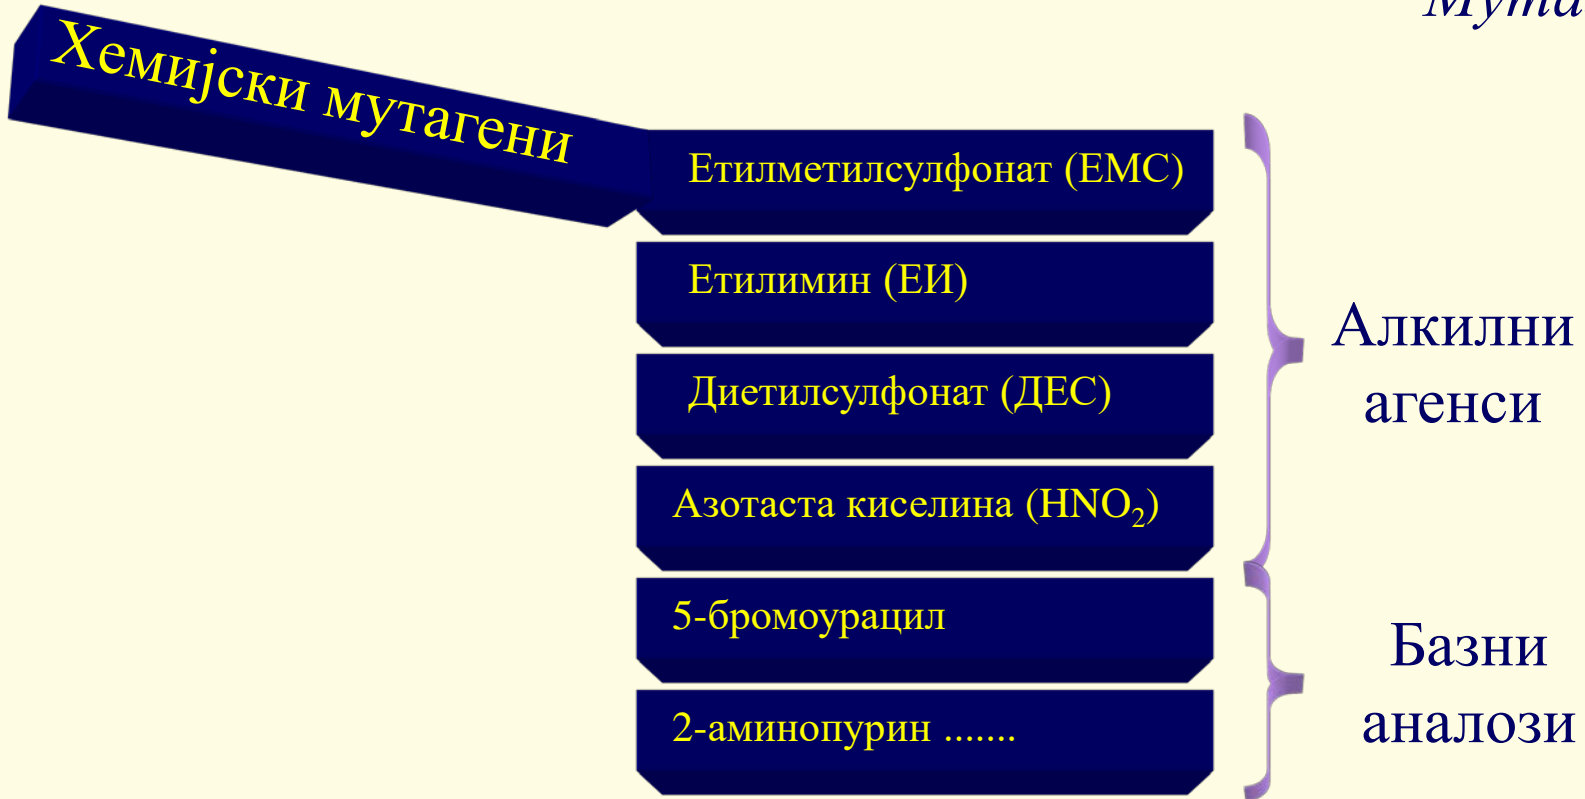 Хемијски мутагени
Етилметилсулфонат (ЕМС)
Етилимин (ЕИ)
Диетилсулфонат (ДЕС)
Азотаста киселина (HNO₂)
5-бромоурацил
2-аминопурин .......
Алкилни
агенси
Базни
аналози